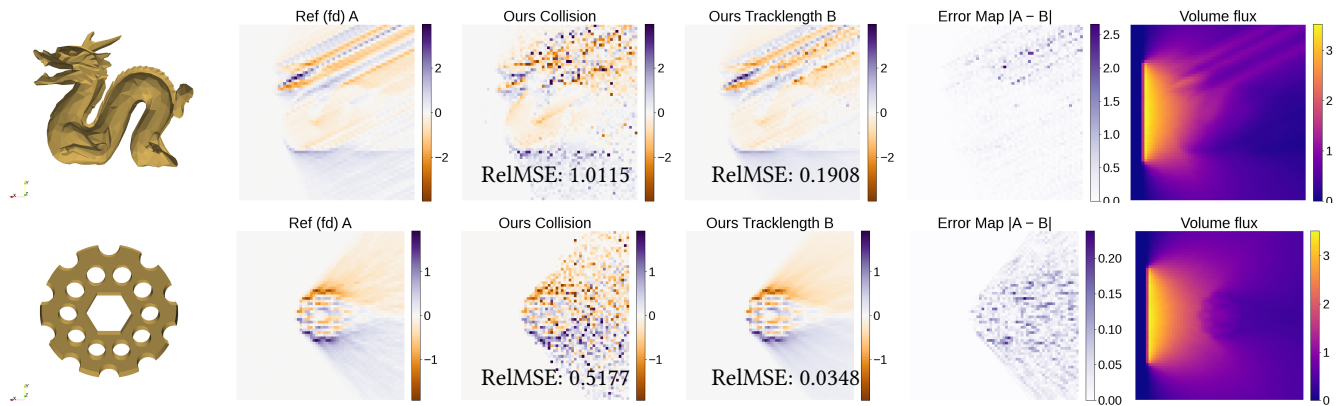 Ref (fd) A
Ours Collision
Ours Tracklength B
Error Map |A − B|
Volume flux
2
0
−2
2
0
−2
2
0
−2
2.5
2.0
1.5
1.0
0.5
0.0
3
2
1
0
RelMSE: 1.0115
RelMSE: 0.1908
Ref (fd) A
Ours Collision
Ours Tracklength B
Error Map |A − B|
Volume flux
1
0
−1
1
0
−1
1
0
−1
0.20
0.15
0.10
0.05
0.00
3
2
1
0
RelMSE: 0.5177
RelMSE: 0.0348